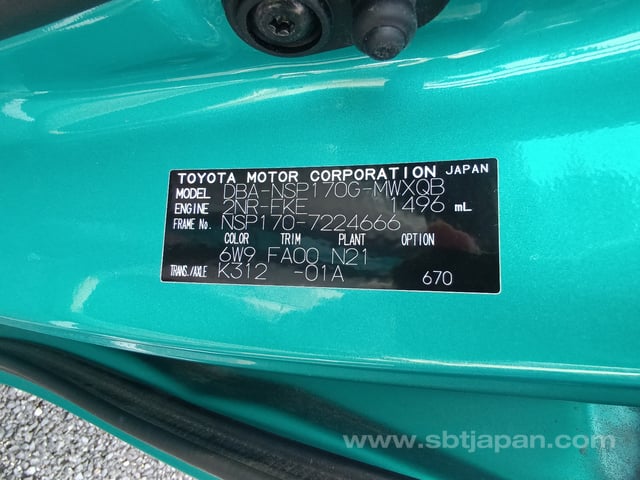 TOYOTA MOTOR CORPORATION JAPAN
MODEL DBA-NSP170G-MWXQB
ENGINE 2NR-FKE 1496 mL
FRAME No. NSP170-7224666
COLOR TRIM PLANT OPTION
6W9 FA00 N21
TRANS./AXLE K312 -01A 670
www.sbtjapan.com